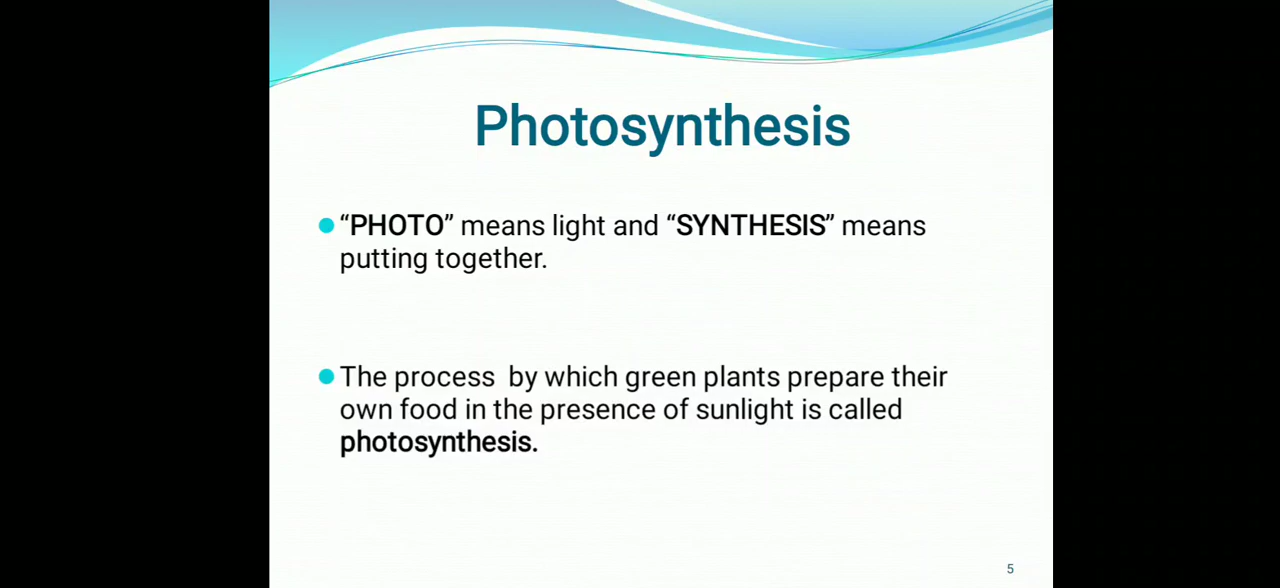 Photosynthesis
“PHOTO” means light and “SYNTHESIS” means
putting together.
The process  by which green plants prepare their
own food in the presence of sunlight is called
photosynthesis.
5